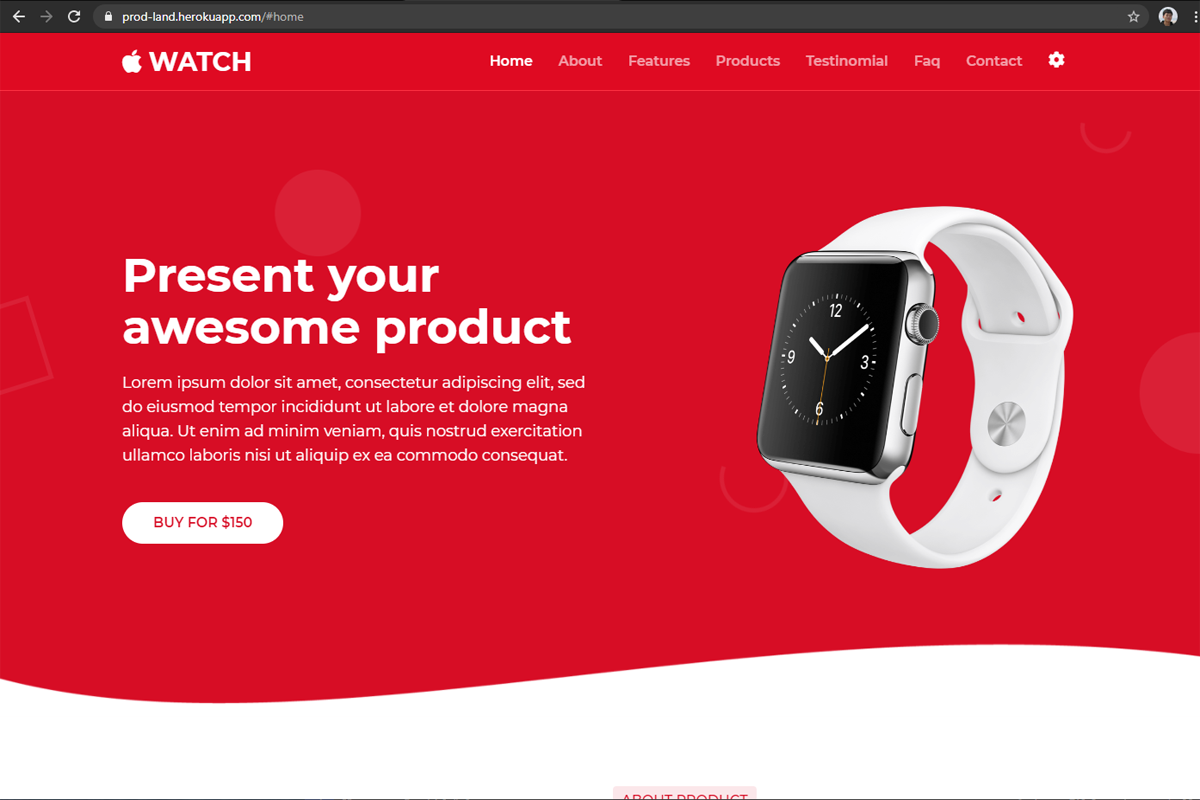 prod-land.herokuapp.com/#home
WATCH
Home About Features Products Testinomial Faq Contact
Present your
awesome product
Lorem ipsum dolor sit amet, consectetur adipiscing elit, sed
do eiusmod tempor incididunt ut labore et dolore magna
aliqua. Ut enim ad minim veniam, quis nostrud exercitation
ullamco laboris nisi ut aliquip ex ea commodo consequat.
BUY FOR $150
12
9
3
6
ABOUT PRODUCT